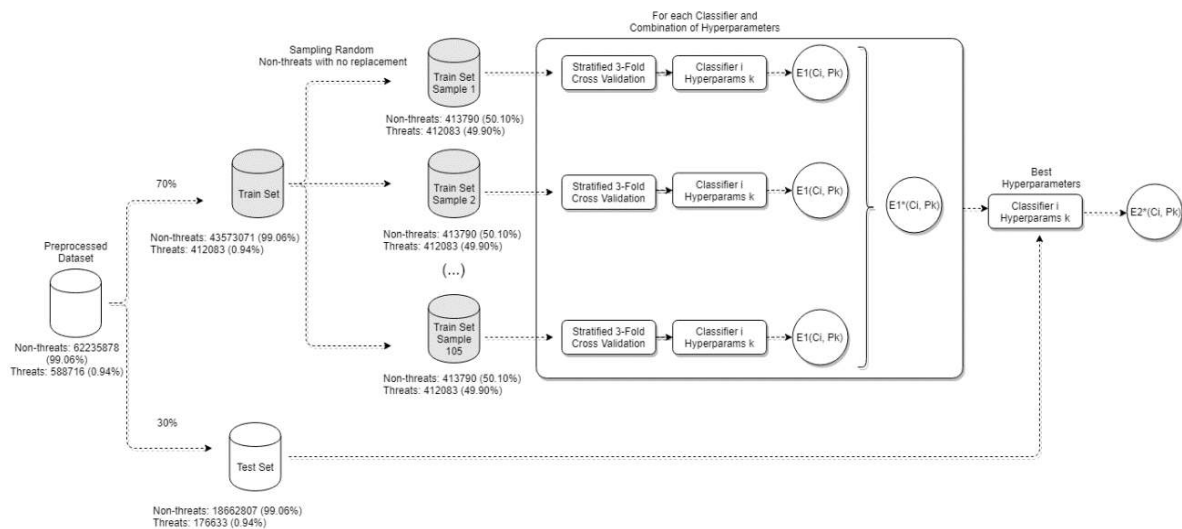 For each Classifier and
Combination of Hyperparameters
Sampling Random
Non-threats with no replacement
Train Set
Sample 1
Stratified 3-Fold
Cross Validation
Classifier i
Hyperparams k
E1(Ci, Pk)
Non-threats: 413790 (50.10%)
Threats: 412083 (49.90%)
70%
Train Set
Train Set
Sample 2
Stratified 3-Fold
Cross Validation
Classifier i
Hyperparams k
E1(Ci, Pk)
E1*(Ci, Pk)
Best
Hyperparameters
Classifier i
Hyperparams k
E2*(Ci, Pk)
Non-threats: 43573071 (99.06%)
Threats: 412083 (0.94%)
Non-threats: 413790 (50.10%)
Threats: 412083 (49.90%)
(...)
Preprocessed
Dataset
Non-threats: 62235878
(99.06%)
Threats: 588716 (0.94%)
Train Set
Sample
105
Stratified 3-Fold
Cross Validation
Classifier i
Hyperparams k
E1(Ci, Pk)
Non-threats: 413790 (50.10%)
Threats: 412083 (49.90%)
30%
Test Set
Non-threats: 18662807 (99.06%)
Threats: 176633 (0.94%)